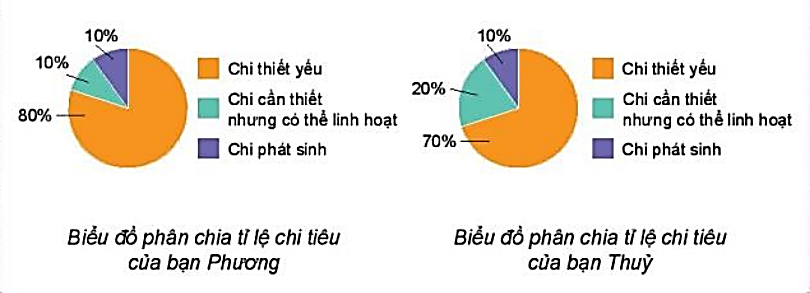 10%
10%
80%
Chi thiết yếu
Chi cần thiết
nhưng có thể linh hoạt
Chi phát sinh
Biểu đồ phân chia tỉ lệ chi tiêu
của bạn Phương
10%
20%
70%
Chi thiết yếu
Chi cần thiết
nhưng có thể linh hoạt
Chi phát sinh
Biểu đồ phân chia tỉ lệ chi tiêu
của bạn Thuỷ